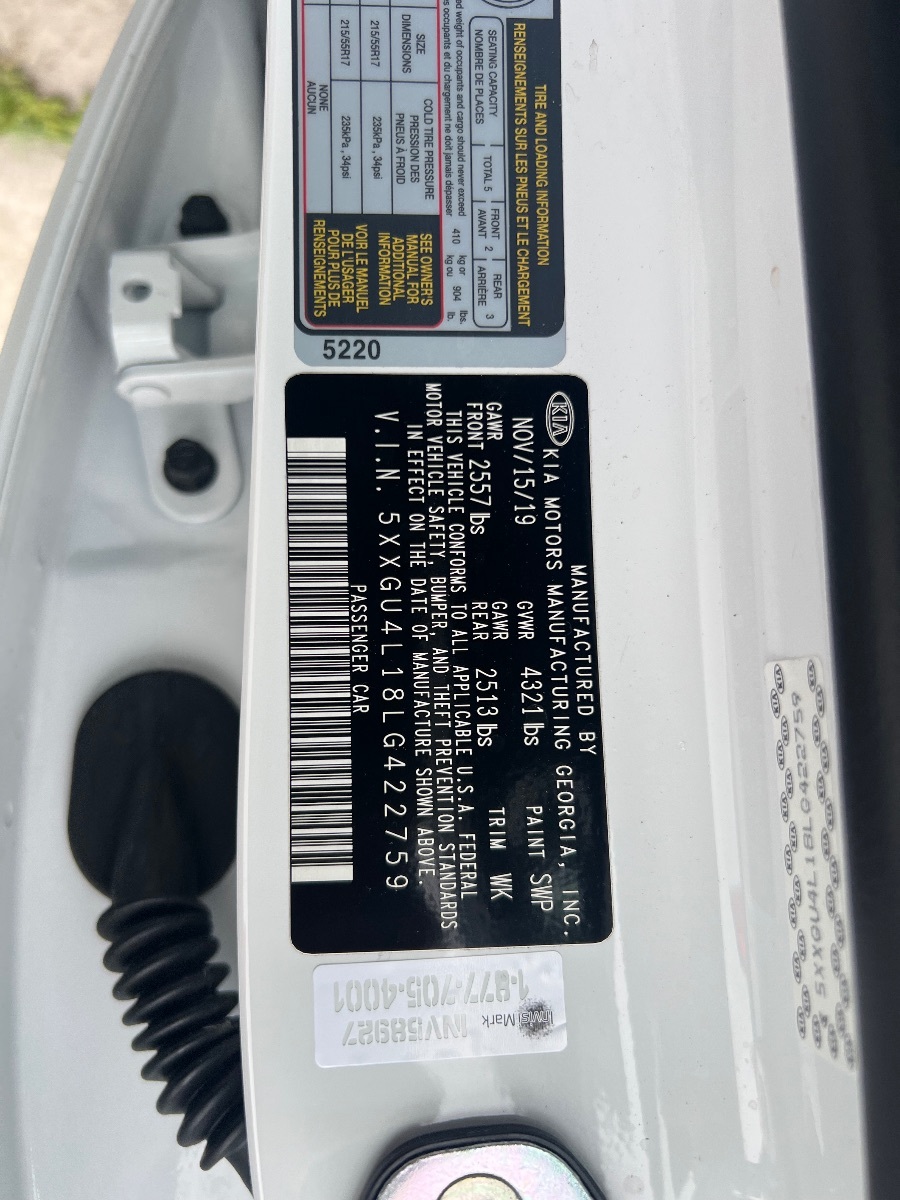 TIRE AND LOADING INFORMATION
RENSEIGNEMENTS SUR LES PNEUS ET LE CHARGEMENT
SEATING CAPACITY
NOMBRE DE PLACES
TOTAL 5
FRONT
AVANT
2
REAR
ARRIÈRE
3
weight of occupants and cargo should never exceed 410 kg or 904 lbs.
occupants et du chargement ne doit jamais dépasser kg ou lb.
SIZE
DIMENSIONS
COLD TIRE PRESSURE
PRESSION DES
PNEUS À FROID
215/55R17 235kPa, 34psi
215/55R17 235kPa, 34psi
NONE
AUCUN
SEE OWNER'S
MANUAL FOR
ADDITIONAL
INFORMATION
VOIR LE MANUEL
DE L'USAGER
POUR PLUS DE
RENSEIGNEMENTS
5220
MANUFACTURED BY
KIA KIA MOTORS MANUFACTURING GEORGIA, INC.
NOV/15/19 GVWR 4321 lbs PAINT SWP
GAWR FRONT 2557 lbs GAWR REAR 2513 lbs TRIM WK
THIS VEHICLE CONFORMS TO ALL APPLICABLE U.S.A. FEDERAL
MOTOR VEHICLE SAFETY, BUMPER, AND THEFT PREVENTION STANDARDS
IN EFFECT ON THE DATE OF MANUFACTURE SHOWN ABOVE.
V.I.N. 5XXGU4L18LG422759
PASSENGER CAR
InvisiMark
INV58927
1-877-705-4001